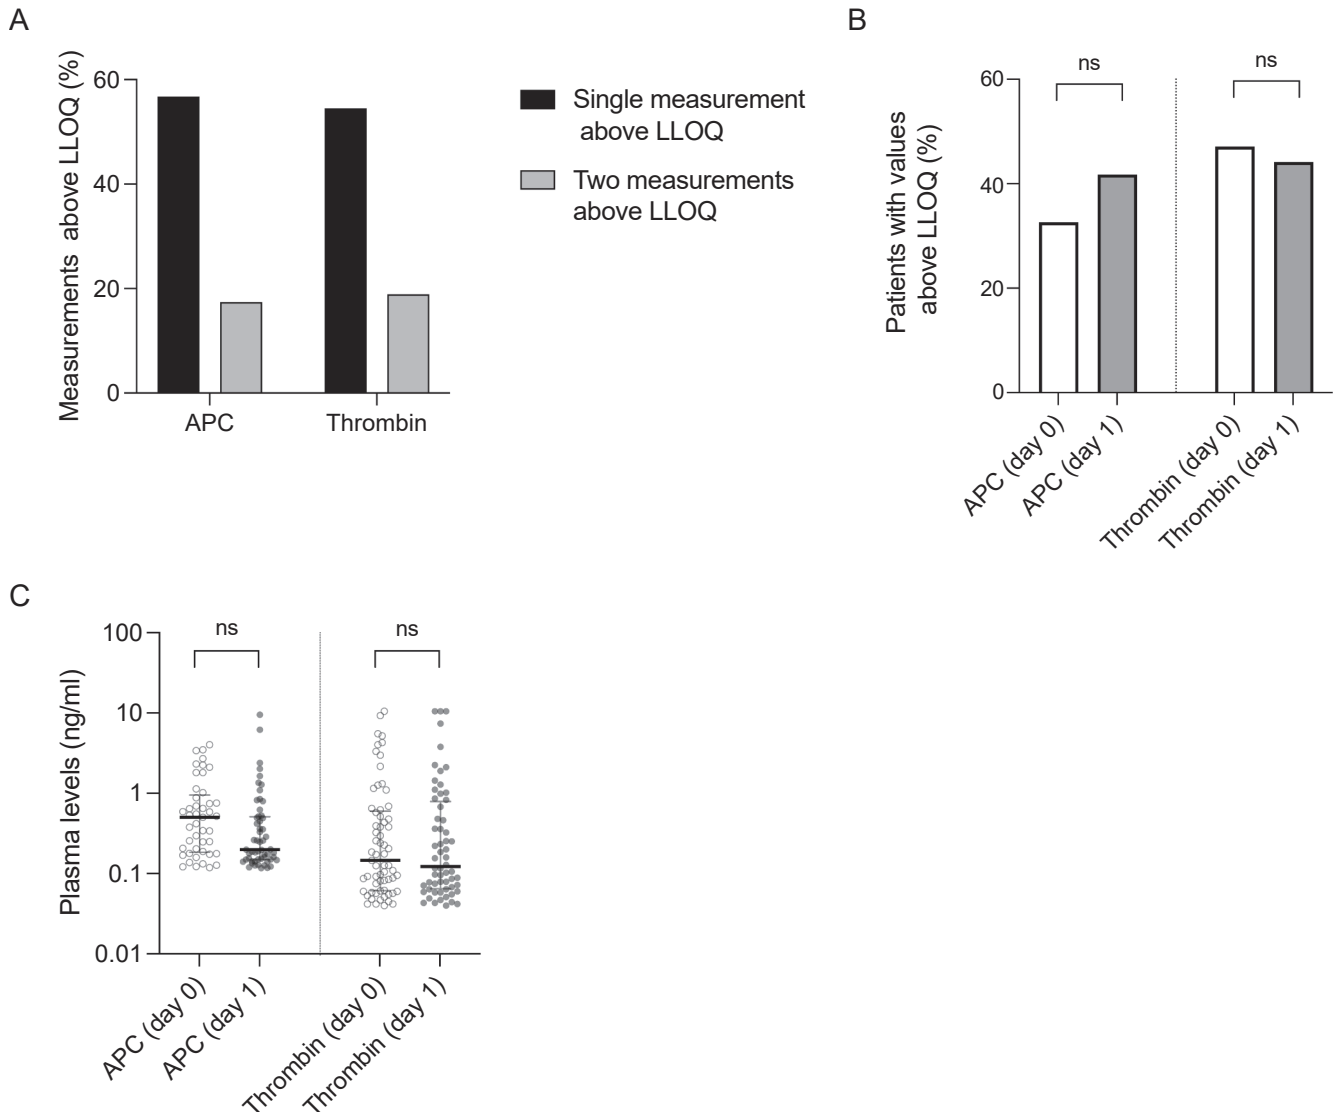 A
Measurements above LLOQ (%)
60
40
20
0
APC
Thrombin
Single measurement
above LLOQ
Two measurements
above LLOQ
B
Patients with values
above LLOQ (%)
60
40
20
0
ns
ns
APC (day 0)
APC (day 1)
Thrombin (day 0)
Thrombin (day 1)
C
Plasma levels (ng/ml)
100
10
1
0.1
0.01
ns
ns
APC (day 0)
APC (day 1)
Thrombin (day 0)
Thrombin (day 1)